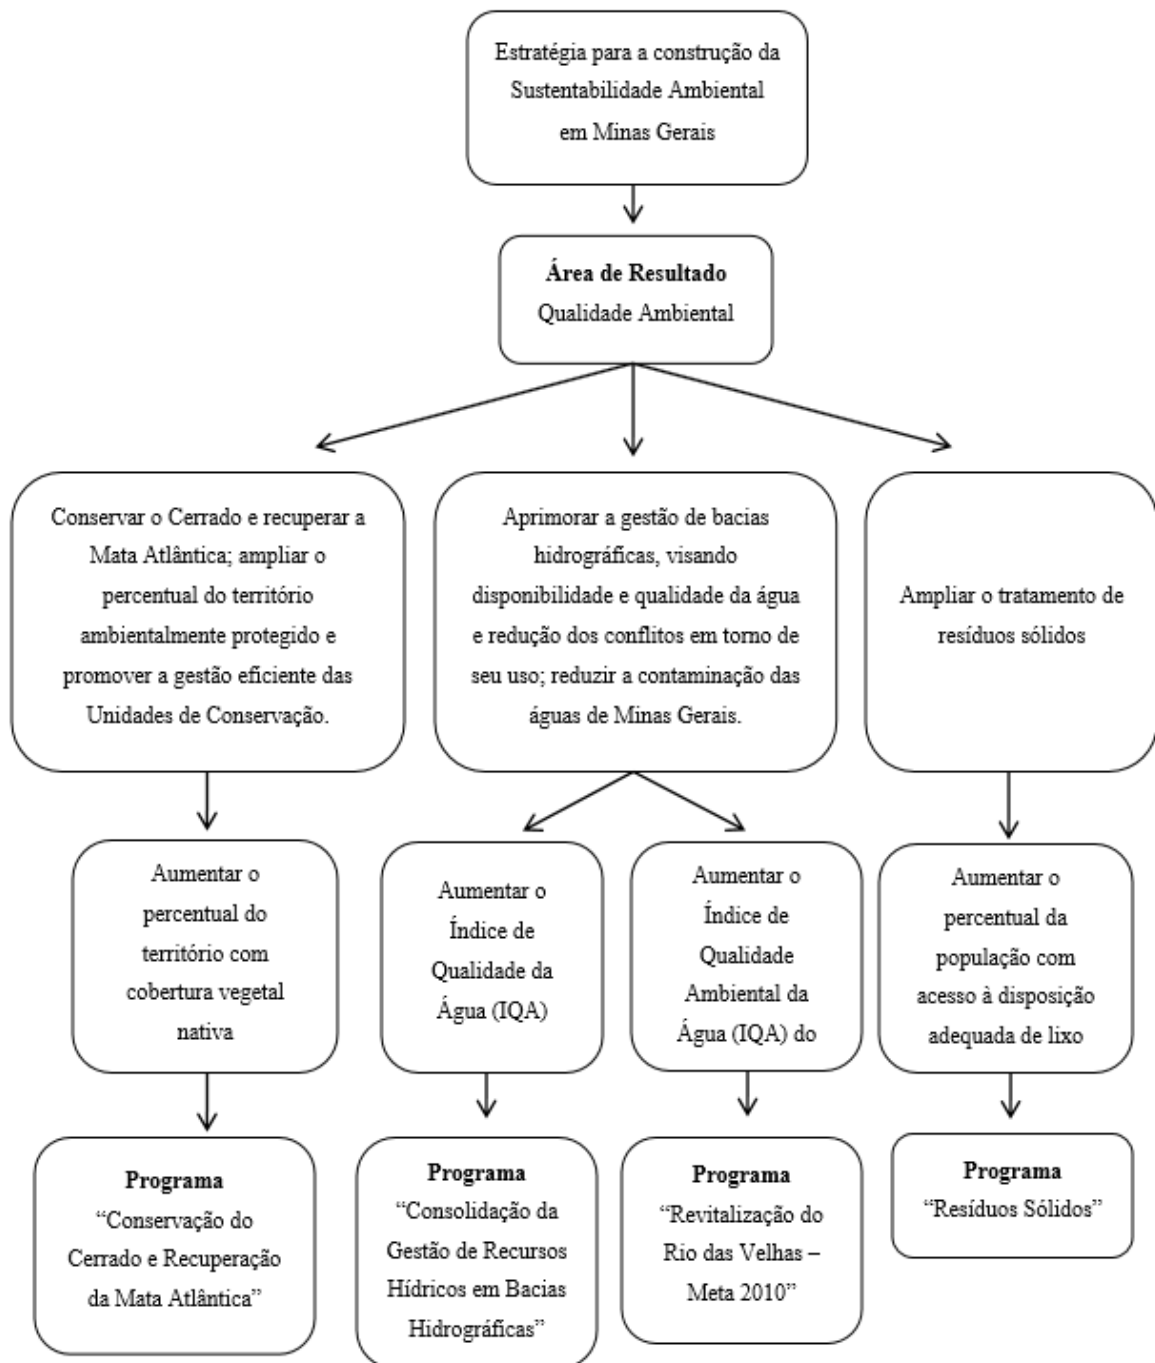 Estratégia para a construção da
Sustentabilidade Ambiental
em Minas Gerais
Área de Resultado
Qualidade Ambiental
Conservar o Cerrado e recuperar a
Mata Atlântica; ampliar o
percentual do território
ambientalmente protegido e
promover a gestão eficiente das
Unidades de Conservação.
Aprimorar a gestão de bacias
hidrográficas, visando
disponibilidade e qualidade da água
e redução dos conflitos em torno de
seu uso; reduzir a contaminação das
águas de Minas Gerais.
Ampliar o tratamento de
resíduos sólidos
Aumentar o
percentual do
território com
cobertura vegetal
nativa
Aumentar o
Índice de
Qualidade da
Água (IQA)
Aumentar o
Índice de
Qualidade
Ambiental da
Água (IQA) do
Aumentar o
percentual da
população com
acesso à disposição
adequada de lixo
Programa
“Conservação do
Cerrado e Recuperação
da Mata Atlântica”
Programa
“Consolidação da
Gestão de Recursos
Hídricos em Bacias
Hidrográficas”
Programa
“Revitalização do
Rio das Velhas –
Meta 2010”
Programa
“Resíduos Sólidos”